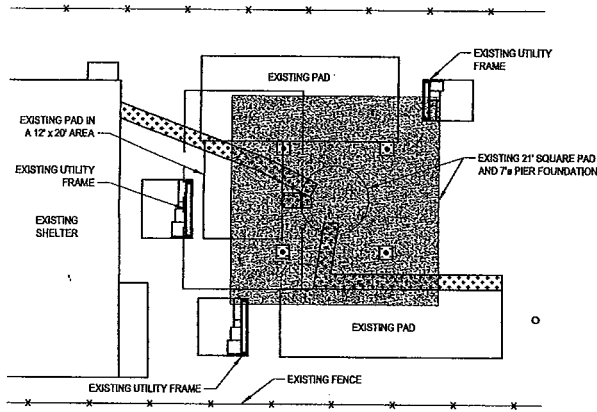 EXISTING UTILITY
FRAME
EXISTING PAD
EXISTING PAD IN
A 12' x 20' AREA
EXISTING UTILITY
FRAME
EXISTING 21' SQUARE PAD
AND 7'ø PIER FOUNDATION
EXISTING
SHELTER
EXISTING PAD
EXISTING UTILITY FRAME
EXISTING FENCE